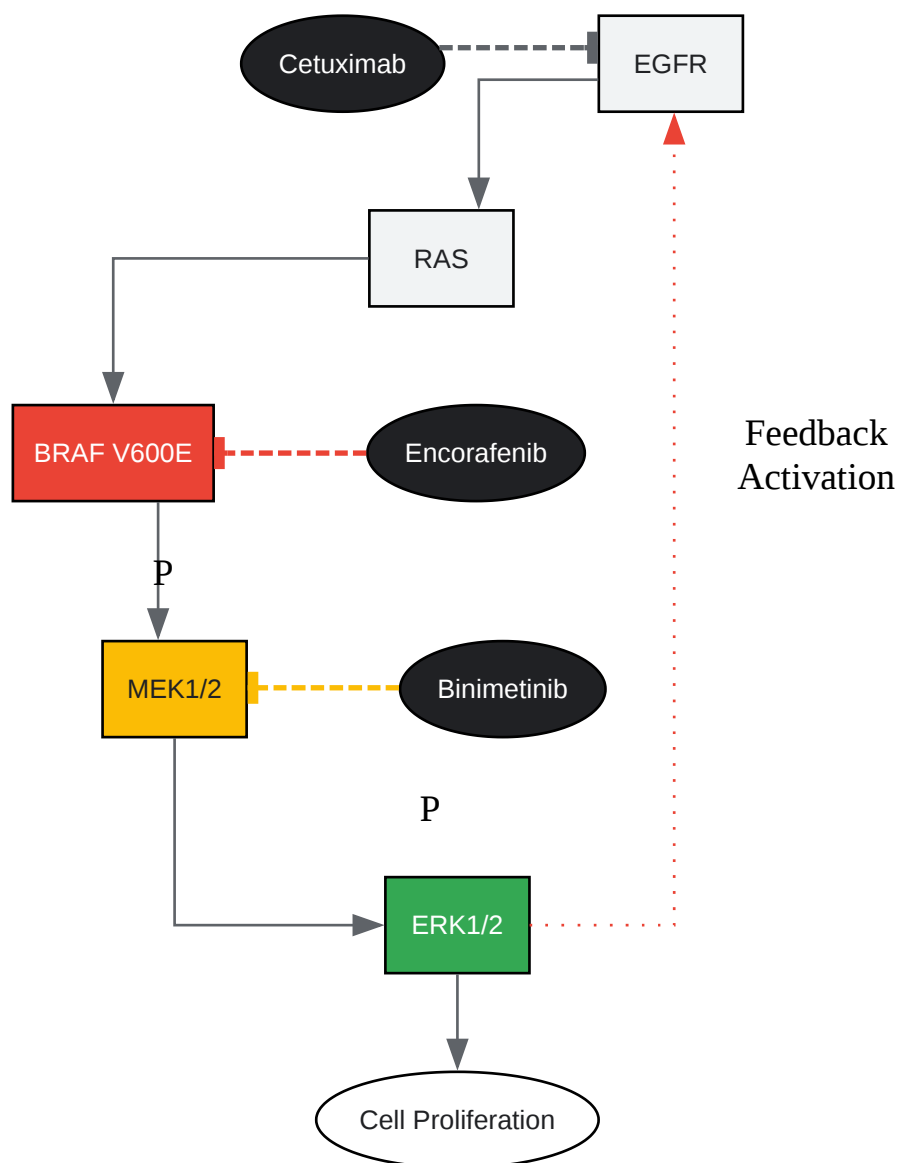 Cetuximab
EGFR
RAS
BRAF V600E
Encorafenib
Feedback
Activation
P
MEK1/2
Binimetinib
P
ERK1/2
Cell Proliferation